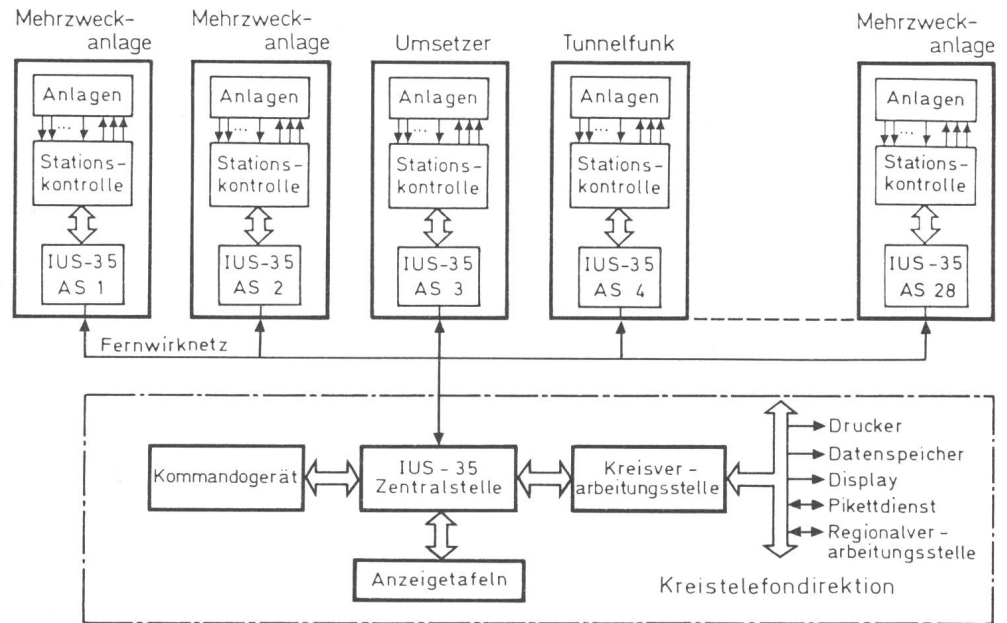 Mehrzweck-
anlage
Mehrzweck-
anlage
Umsetzer
Tunnelfunk
Mehrzweck-
anlage
Anlagen
Anlagen
Anlagen
Anlagen
Anlagen
...
...
...
...
...
Stations-
kontrolle
Stations-
kontrolle
Stations-
kontrolle
Stations-
kontrolle
Stations-
kontrolle
IUS-35
AS 1
IUS-35
AS 2
IUS-35
AS 3
IUS-35
AS 4
IUS-35
AS 28
Fernwirknetz
Kommandogerät
IUS-35
Zentralstelle
Kreisver-
arbeitungsstelle
Drucker
Datenspeicher
Display
Pikettdienst
Regionalver-
arbeitungsstelle
Anzeigetafeln
Kreistelefondirektion